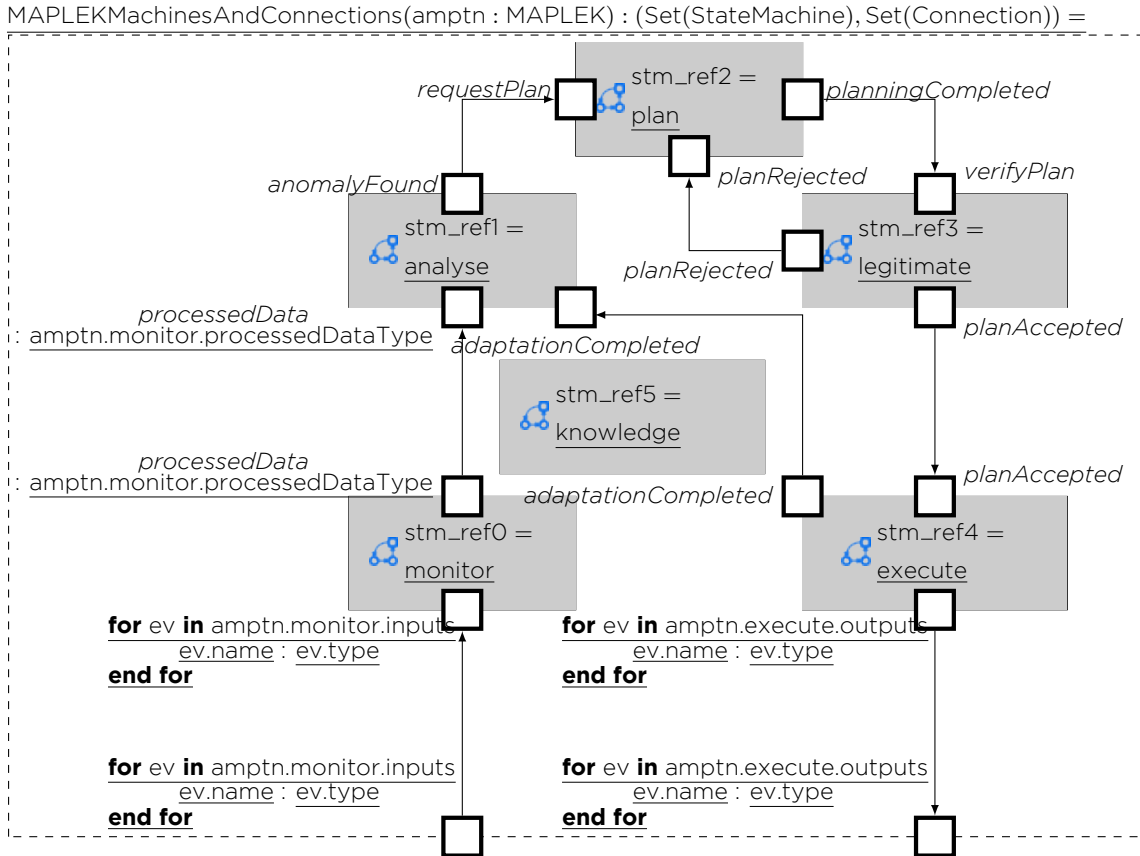 MAPLEKMachinesAndConnections(amptn : MAPLEK) : (Set(StateMachine), Set(Connection)) =
requestPlan
stm_ref2 =
plan
planningCompleted
anomalyFound
planRejected
verifyPlan
stm_ref1 =
analyse
planRejected
stm_ref3 =
legitimate
processedData
: amptn.monitor.processedDataType
adaptationCompleted
planAccepted
stm_ref5 =
knowledge
processedData
: amptn.monitor.processedDataType
adaptationCompleted
planAccepted
stm_ref0 =
monitor
stm_ref4 =
execute
for ev in amptn.monitor.inputs
ev.name : ev.type
end for
for ev in amptn.execute.outputs
ev.name : ev.type
end for
for ev in amptn.monitor.inputs
ev.name : ev.type
end for
for ev in amptn.execute.outputs
ev.name : ev.type
end for